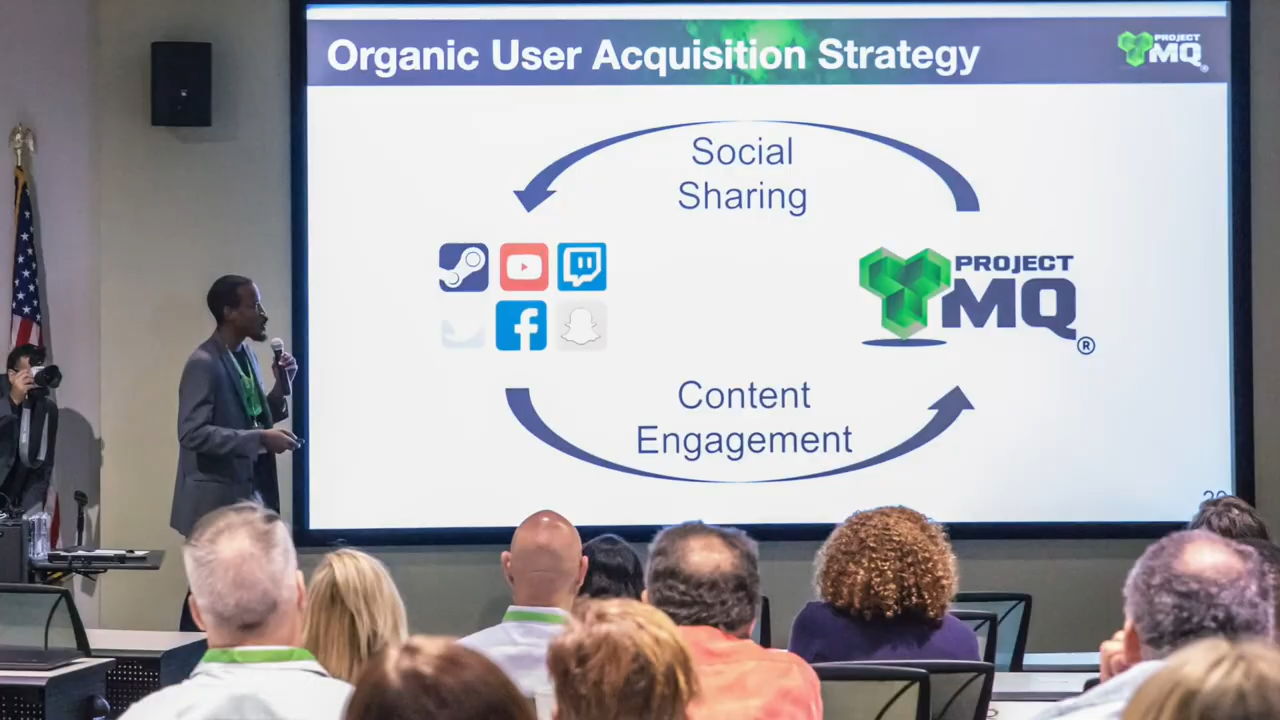 Organic User Acquisition Strategy
PROJECT
MQ
®
Social
Sharing
PROJECT
MQ
®
Content
Engagement